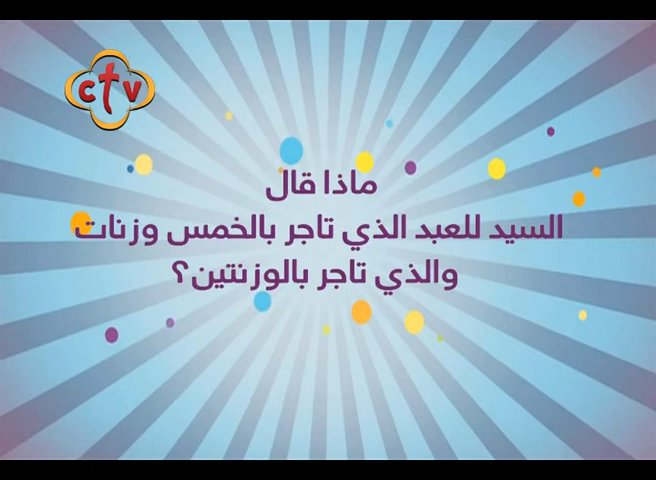 ctv
ماذا قال
السيد للعبد الذي تاجر بالخمس وزنات
والذي تاجر بالوزنتين؟